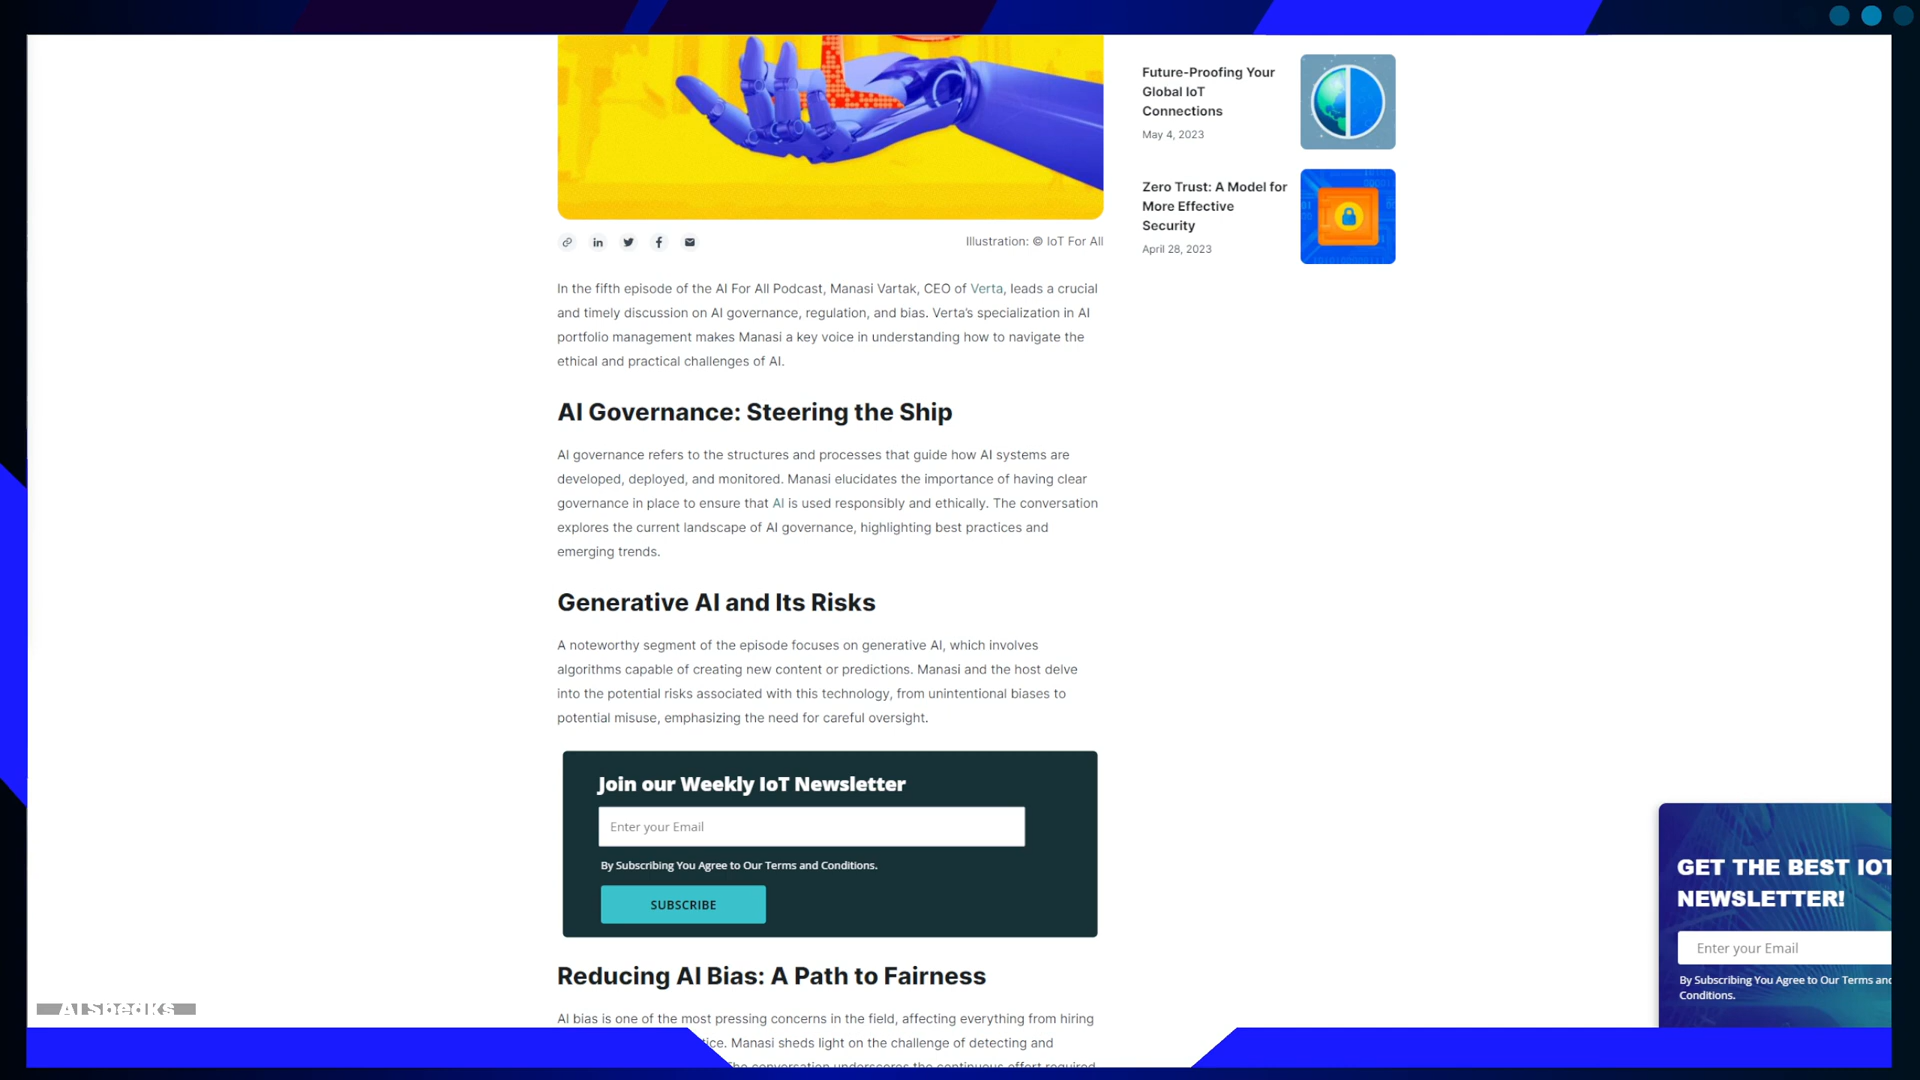 Future-Proofing Your
Global IoT
Connections
May 4, 2023
Zero Trust: A Model for
More Effective
Security
April 28, 2023
Illustration: © IoT For All
In the fifth episode of the AI For All Podcast, Manasi Vartak, CEO of Verta, leads a crucial
and timely discussion on AI governance, regulation, and bias. Verta's specialization in AI
portfolio management makes Manasi a key voice in understanding how to navigate the
ethical and practical challenges of AI.
AI Governance: Steering the Ship
AI governance refers to the structures and processes that guide how AI systems are
developed, deployed, and monitored. Manasi elucidates the importance of having clear
governance in place to ensure that AI is used responsibly and ethically. The conversation
explores the current landscape of AI governance, highlighting best practices and
emerging trends.
Generative AI and Its Risks
A noteworthy segment of the episode focuses on generative AI, which involves
algorithms capable of creating new content or predictions. Manasi and the host delve
into the potential risks associated with this technology, from unintentional biases to
potential misuse, emphasizing the need for careful oversight.
Join our Weekly IoT Newsletter
Enter your Email
By Subscribing You Agree to Our Terms and Conditions.
SUBSCRIBE
GET THE BEST IOT
NEWSLETTER!
Enter your Email
By Subscribing You Agree to Our Terms and
Conditions.
Reducing AI Bias: A Path to Fairness
AI Speaks
AI bias is one of the most pressing concerns in the field, affecting everything from hiring
tice. Manasi sheds light on the challenge of detecting and
The conversation underscores the continuous effort required